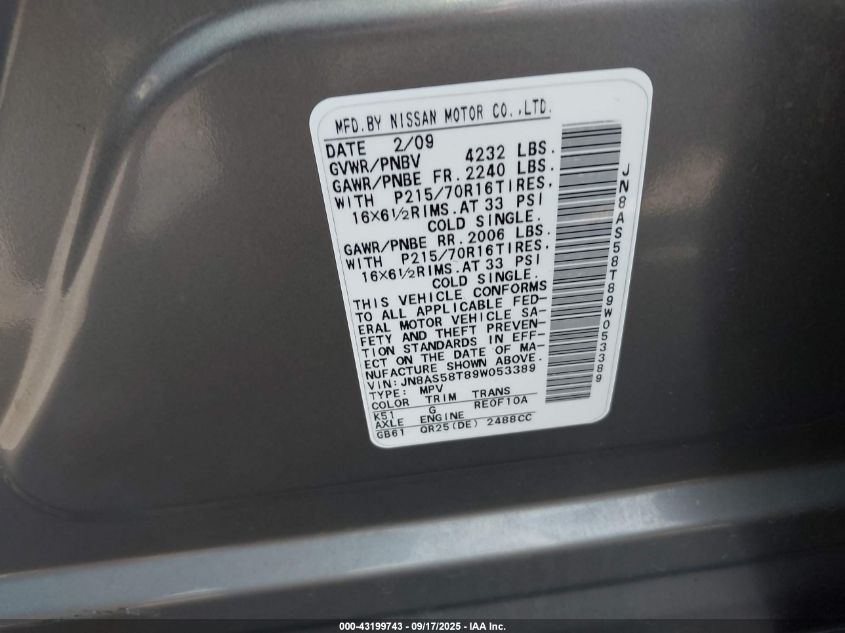 MFD.BY NISSAN MOTOR CO.,LTD.
DATE 2/09
GVWR/PNBV 4232 LBS.
GAWR/PNBE FR. 2240 LBS.
WITH P215/70R16TIRES,
16X6½RIMS.AT 33 PSI
COLD SINGLE.
GAWR/PNBE RR. 2006 LBS.
WITH P215/70R16TIRES,
16X6½RIMS.AT 33 PSI
COLD SINGLE.
THIS VEHICLE CONFORMS
TO ALL APPLICABLE FED-
ERAL MOTOR VEHICLE SA-
FETY AND THEFT PREVEN-
TION STANDARDS IN EFF-
ECT ON THE DATE OF MA-
NUFACTURE SHOWN ABOVE.
VIN: JN8AS58T89W053389
TYPE: MPV
COLOR TRIM TRANS
K51 G RE0F10A
AXLE ENGINE
GB61 QR25(DE) 2488CC
JN8AS58T89W053389
000-43199743 - 09/17/2025 - IAA Inc.